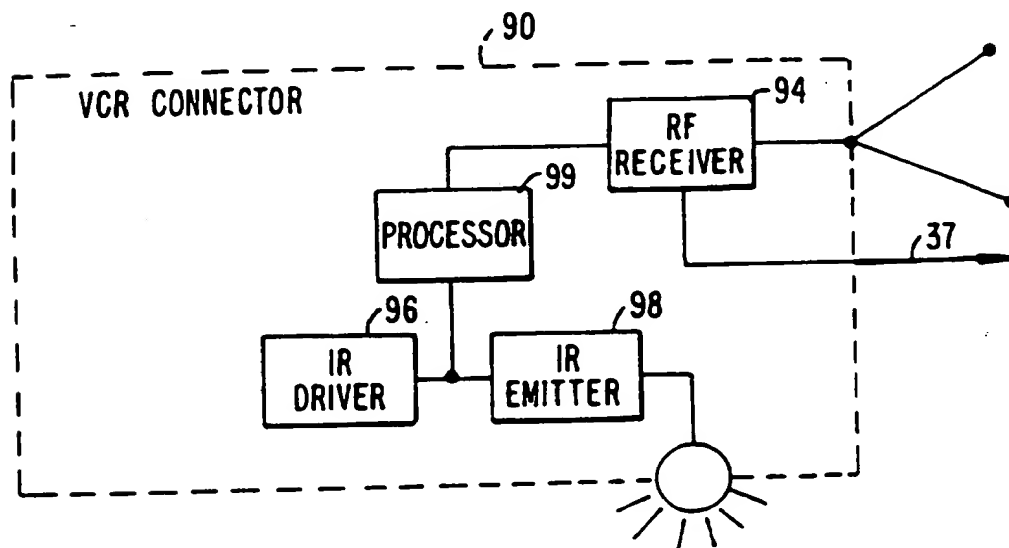 90
VCR CONNECTOR
94
RF
RECEIVER
99
PROCESSOR
37
96
98
IR
DRIVER
IR
EMITTER